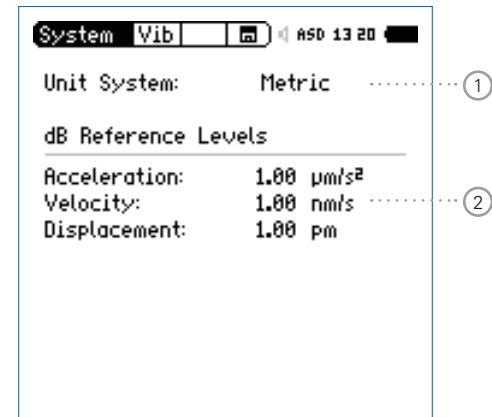 System Vib ASD 13 20
Unit System: Metric 1
dB Reference Levels
Acceleration: 1.00 µm/s²
Velocity: 1.00 nm/s 2
Displacement: 1.00 pm